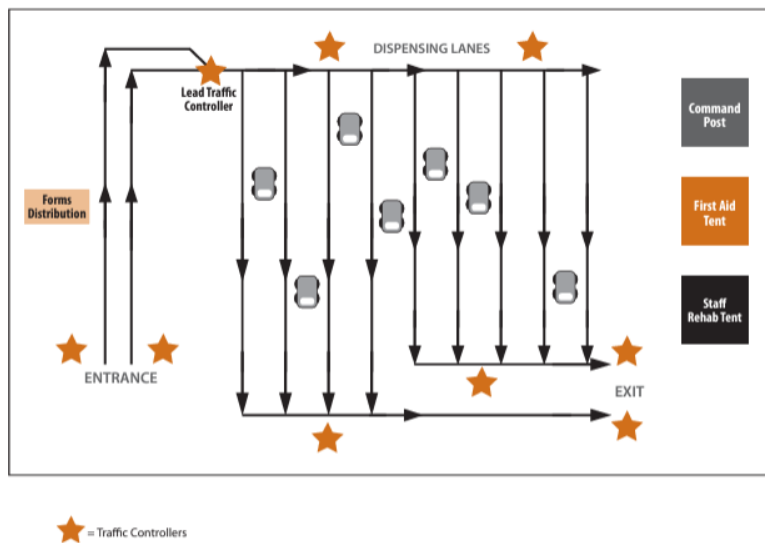 DISPENSING LANES
Lead Traffic
Controller
Command
Post
Forms
Distribution
First Aid
Tent
Staff
Rehab Tent
ENTRANCE
EXIT
= Traffic Controllers